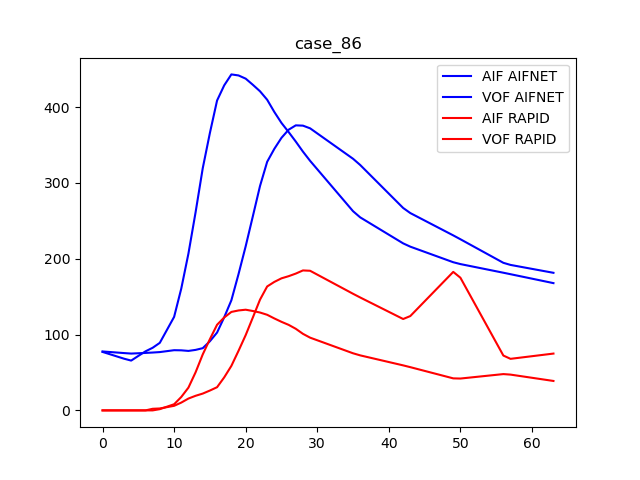 case_86
AIF AIFNET
VOF AIFNET
AIF RAPID
VOF RAPID
400
300
200
100
0
0 10 20 30 40 50 60